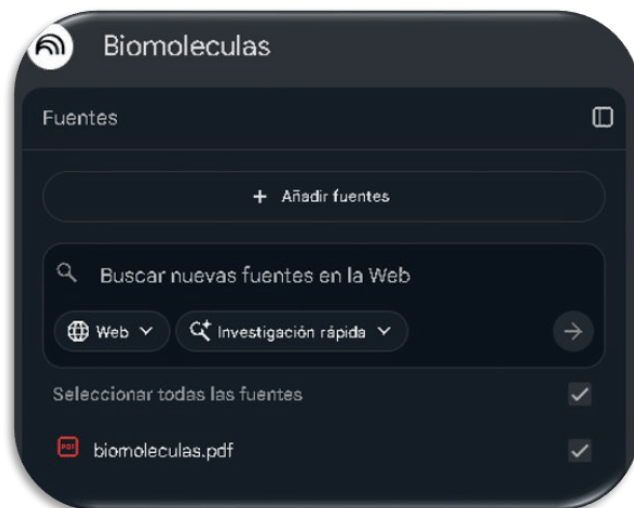 Biomoleculas
Fuentes
+ Añadir fuentes
Buscar nuevas fuentes en la Web
Web Investigación rápida
Seleccionar todas las fuentes
PDF biomoleculas.pdf